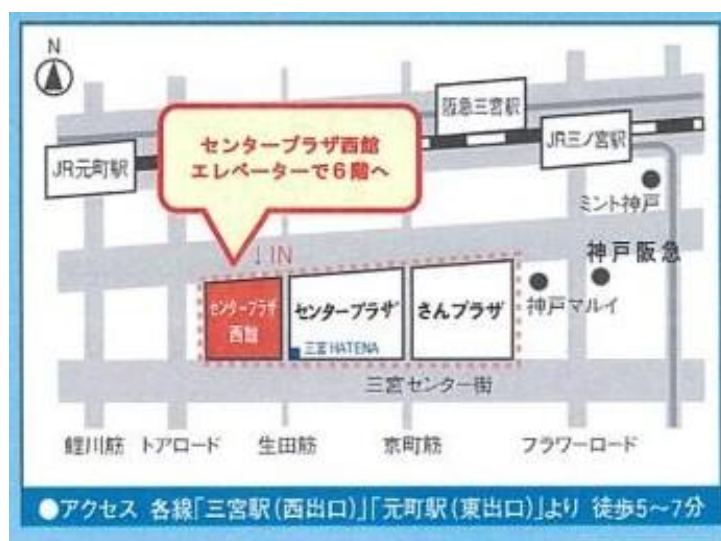 N
阪急三宮駅
センタープラザ西館
エレベーターで6階へ
JR三ノ宮駅
JR元町駅
ミント神戸
↓IN
神戸阪急
センタープラザ
西館
センタープラザ
さんプラザ
神戸マルイ
三宮HATENA
三宮センター街
鯉川筋 トアロード 生田筋 京町筋 フラワーロード
●アクセス 各線「三宮駅(西出口)」「元町駅(東出口)」より 徒歩5〜7分